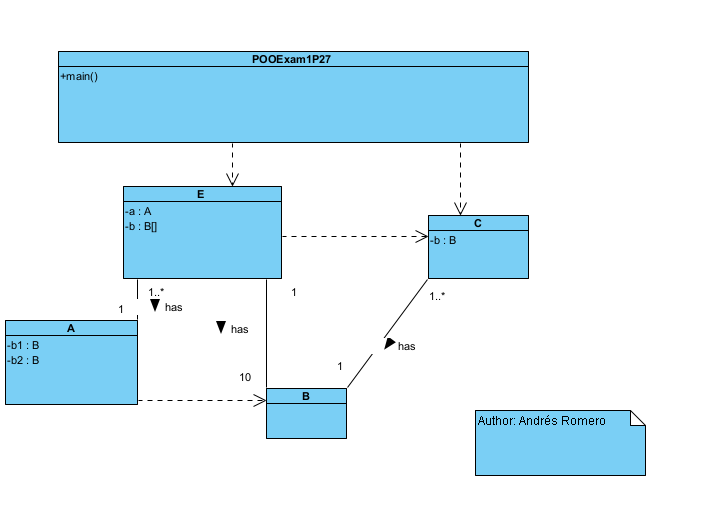 POOExam1P27
+main()
E
-a : A
-b : B[]
C
-b : B
1..*
1
1..*
1
has
has
has
A
-b1 : B
-b2 : B
1
10
B
Author: Andrés Romero